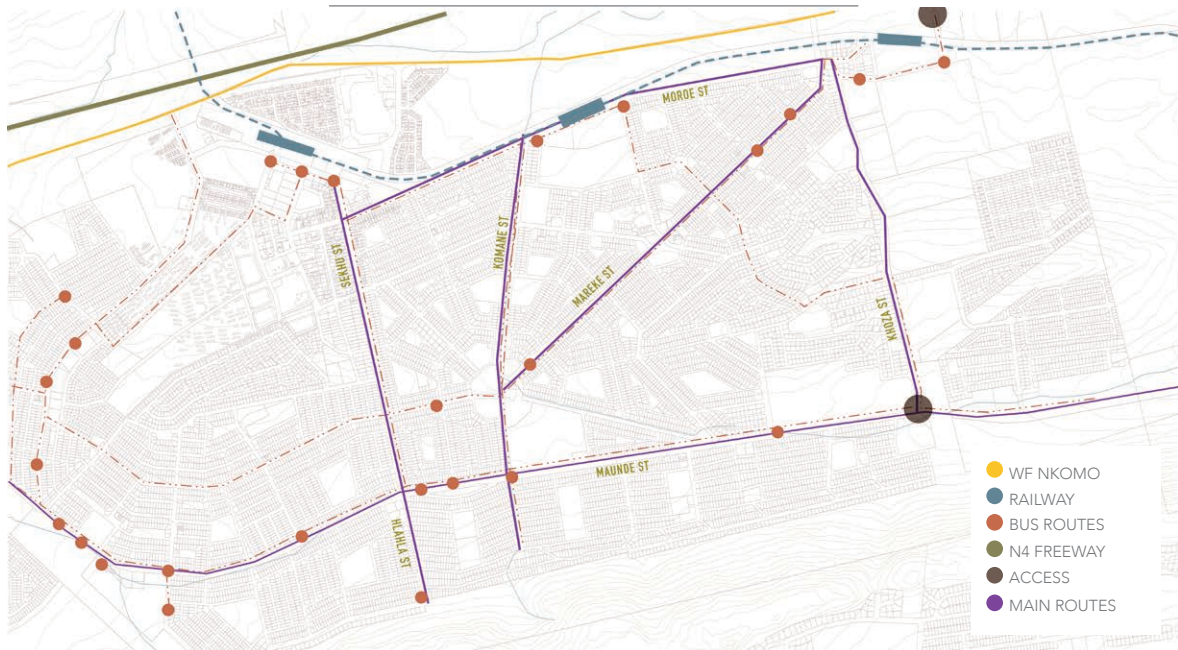 MOROE ST
SEKHU ST
KOMANE ST
MAREKE ST
KHOZA ST
MAUNDE ST
HLAHLA ST
WF NKOMO
RAILWAY
BUS ROUTES
N4 FREEWAY
ACCESS
MAIN ROUTES